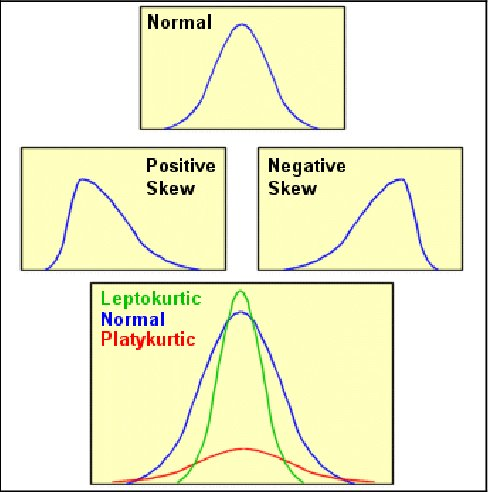 Normal
Positive
Skew
Negative
Skew
Leptokurtic
Normal
Platykurtic